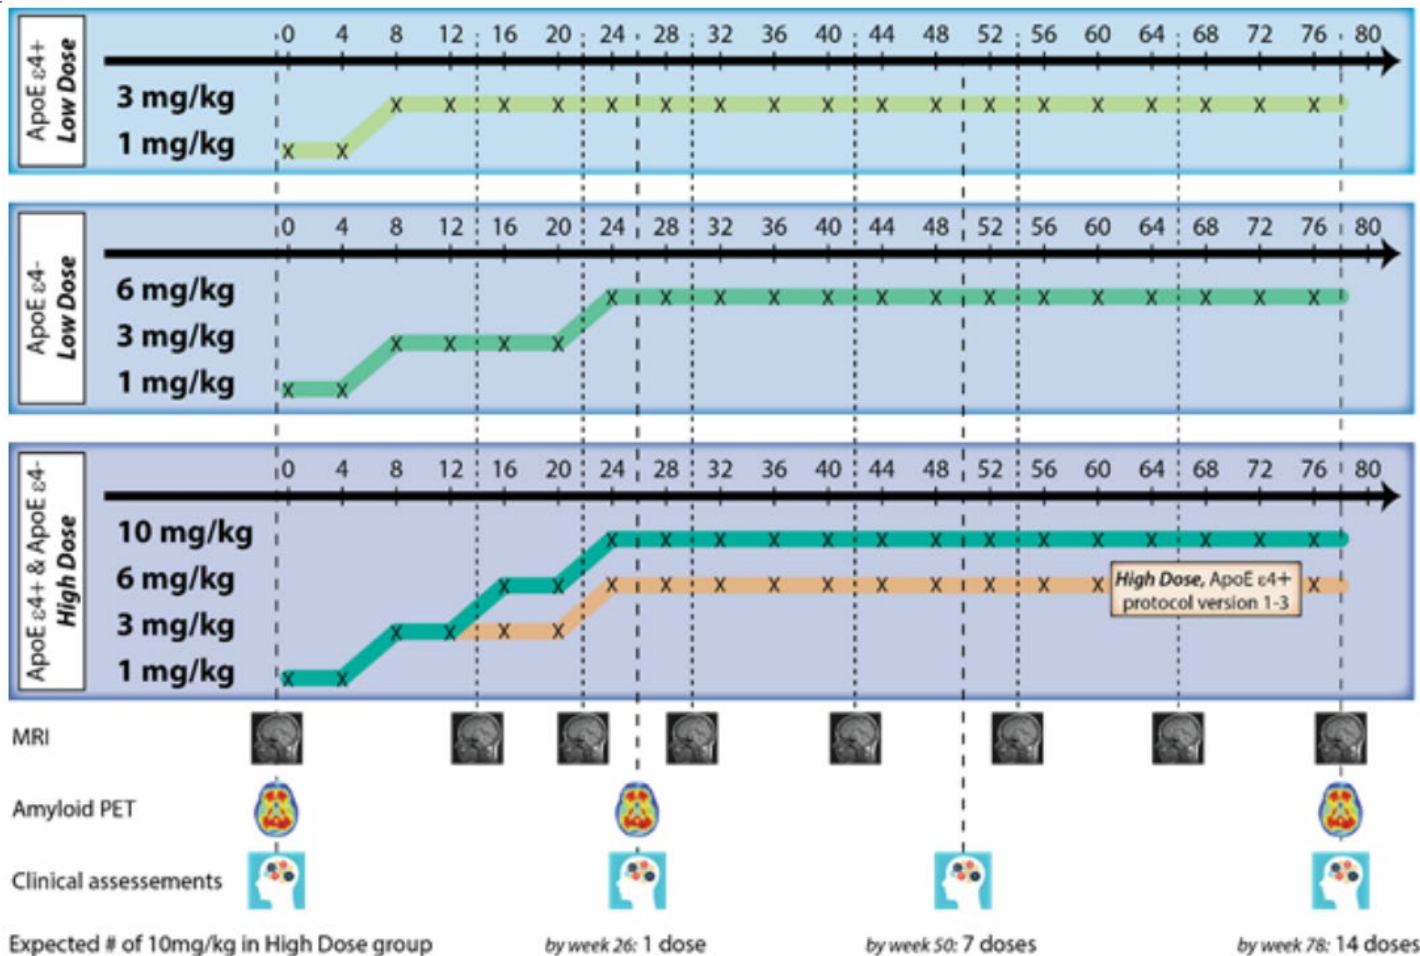 0 4 8 12 16 20 24 28 32 36 40 44 48 52 56 60 64 68 72 76 80
ApoE ε4+
Low Dose
3 mg/kg
X X X X X X X X X X X X X X X X X X
1 mg/kg
X X
0 4 8 12 16 20 24 28 32 36 40 44 48 52 56 60 64 68 72 76 80
ApoE ε4-
Low Dose
6 mg/kg
X X X X X X X X X X X X X X
3 mg/kg
X X X X
1 mg/kg
X X
0 4 8 12 16 20 24 28 32 36 40 44 48 52 56 60 64 68 72 76 80
ApoE ε4+ & ApoE ε4-
High Dose
10 mg/kg
X X X X X X X X X X X X X X
6 mg/kg
X X X X X X X X X X X X X
High Dose, ApoE ε4+
protocol version 1-3
3 mg/kg
X X X X
1 mg/kg
X X
MRI
Amyloid PET
Clinical assessements
Expected # of 10mg/kg in High Dose group by week 26: 1 dose by week 50: 7 doses by week 78: 14 doses